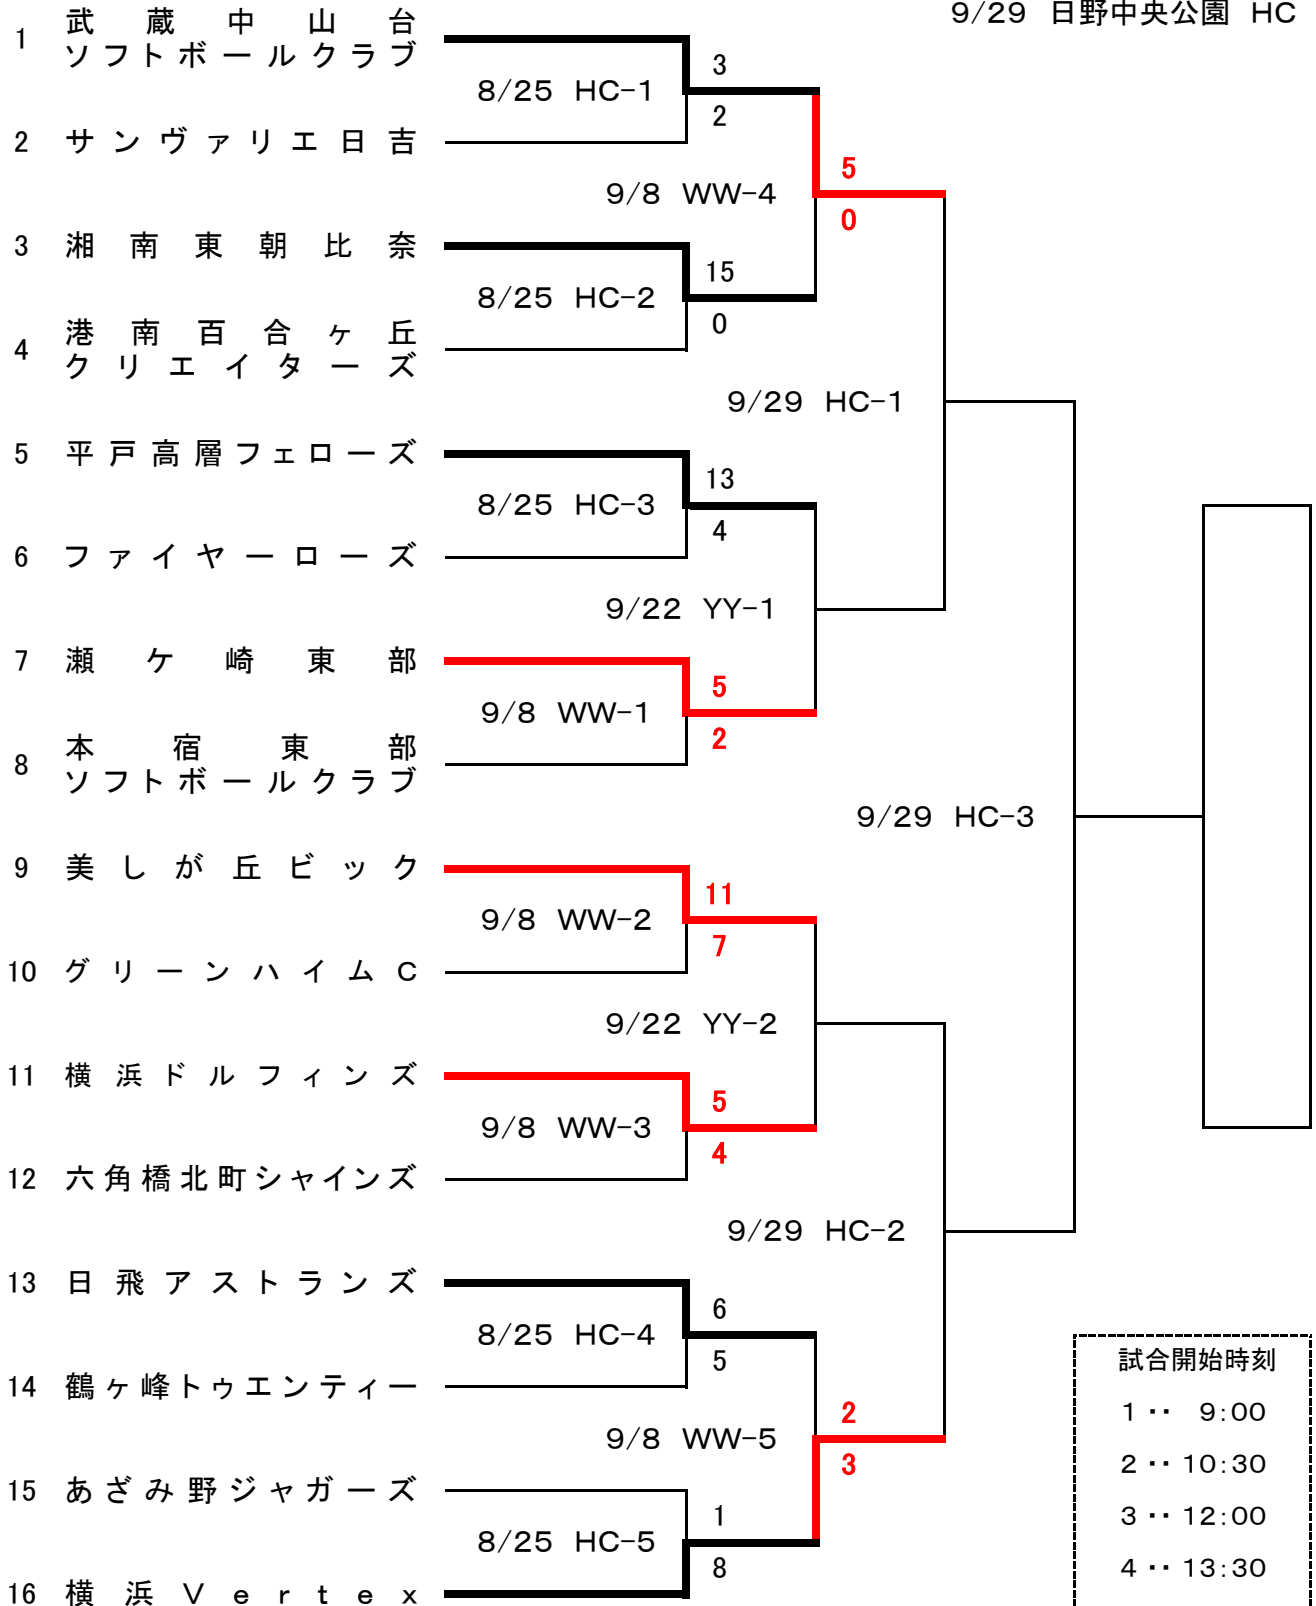 9/29 日野中央公園 HC
1 武蔵中山台
ソフトボールクラブ
3
8/25 HC-1
2
2 サンヴァリエ日吉
5
9/8 WW-4
0
3 湘南東朝比奈
15
8/25 HC-2
0
4 港南百合ヶ丘
クリエイターズ
9/29 HC-1
5 平戸高層フェローズ
13
8/25 HC-3
4
6 ファイヤーローズ
9/22 YY-1
7 瀬ケ崎東部
5
9/8 WW-1
2
8 本宿東部
ソフトボールクラブ
9/29 HC-3
9 美しが丘ビック
11
9/8 WW-2
7
10 グリーンハイムC
9/22 YY-2
11 横浜ドルフィンズ
5
9/8 WW-3
4
12 六角橋北町シャインズ
9/29 HC-2
13 日飛アストランズ
6
8/25 HC-4
5
14 鶴ヶ峰トゥエンティー
2
9/8 WW-5
3
15 あざみ野ジャガーズ
1
8/25 HC-5
8
16 横浜Vertex
試合開始時刻
1‥ 9:00
2‥10:30
3‥12:00
4‥13:30